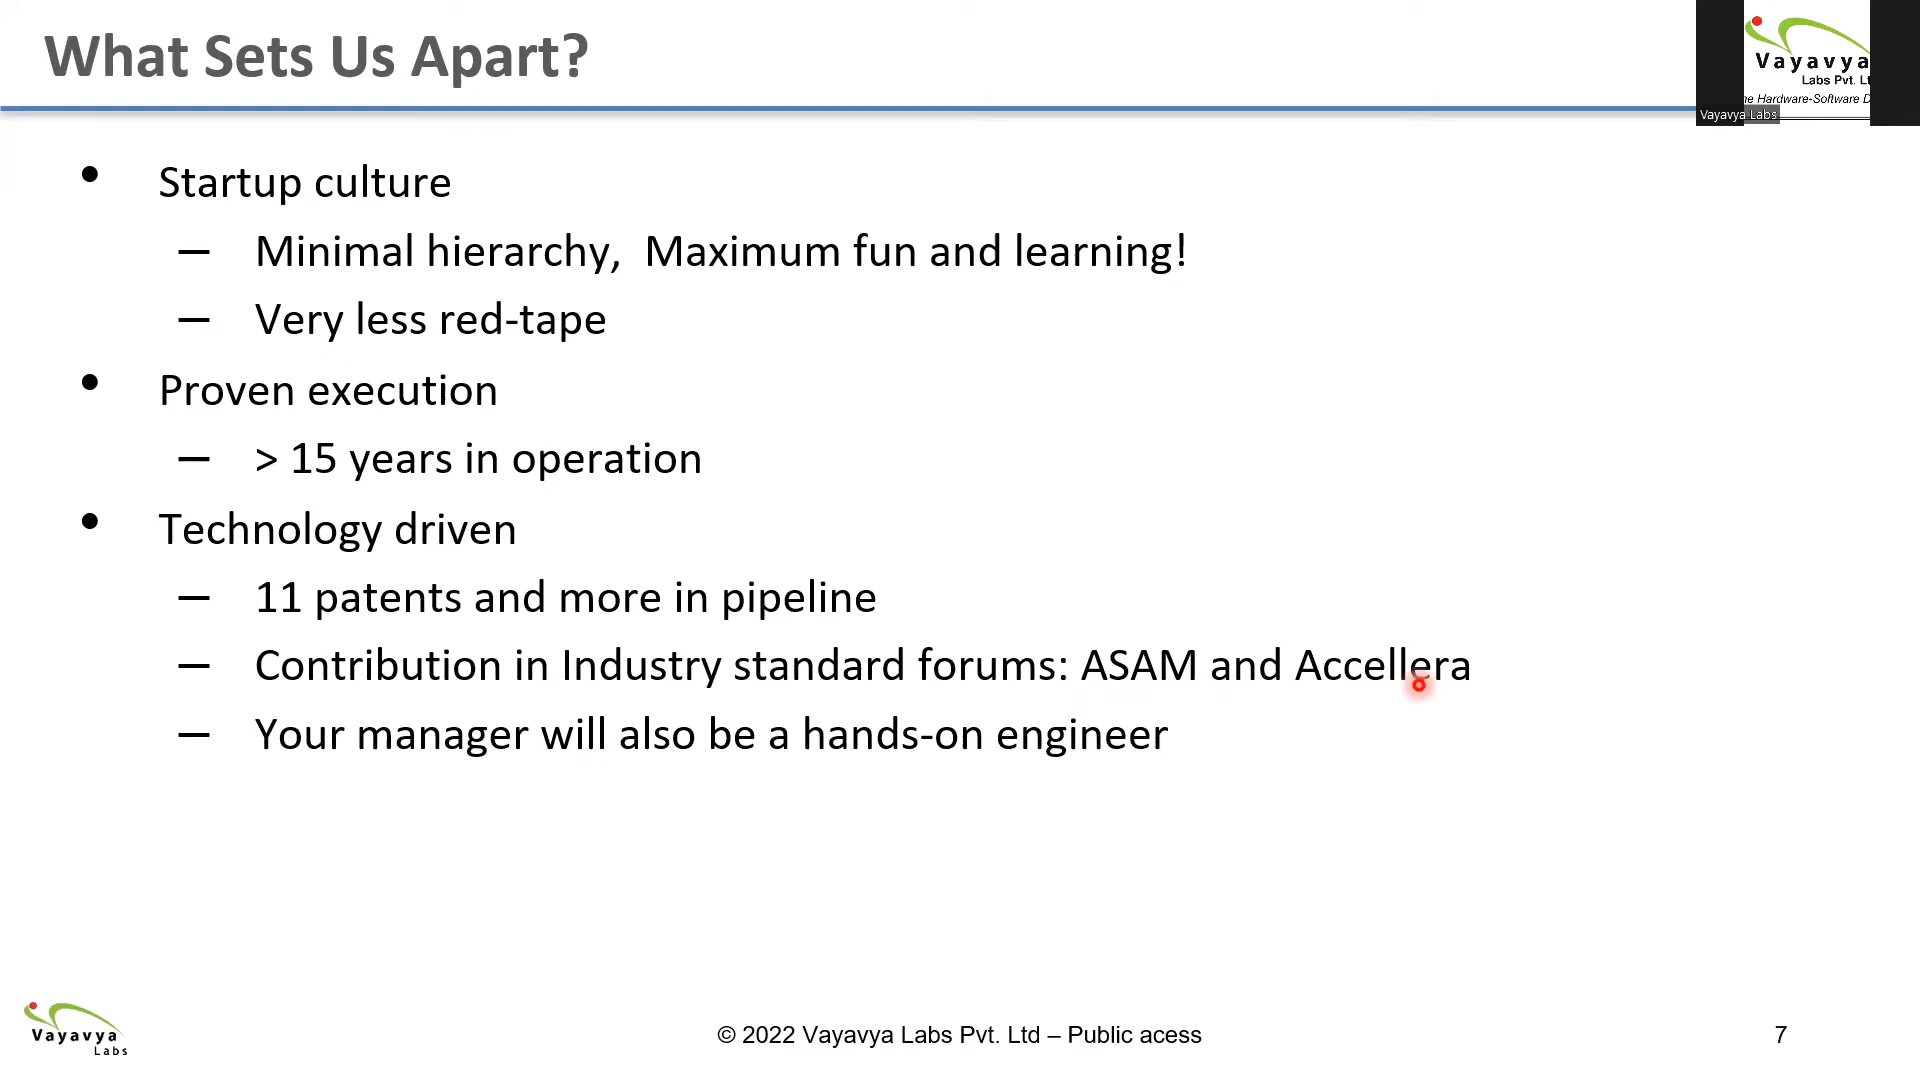 What Sets Us Apart?
Vayavya
Labs Pvt. Lt
ne Hardware-Software D
Vayavya Labs
• Startup culture
– Minimal hierarchy, Maximum fun and learning!
– Very less red-tape
• Proven execution
– > 15 years in operation
• Technology driven
– 11 patents and more in pipeline
– Contribution in Industry standard forums: ASAM and Accellera
– Your manager will also be a hands-on engineer
Vayavya
Labs
© 2022 Vayavya Labs Pvt. Ltd – Public acess
7